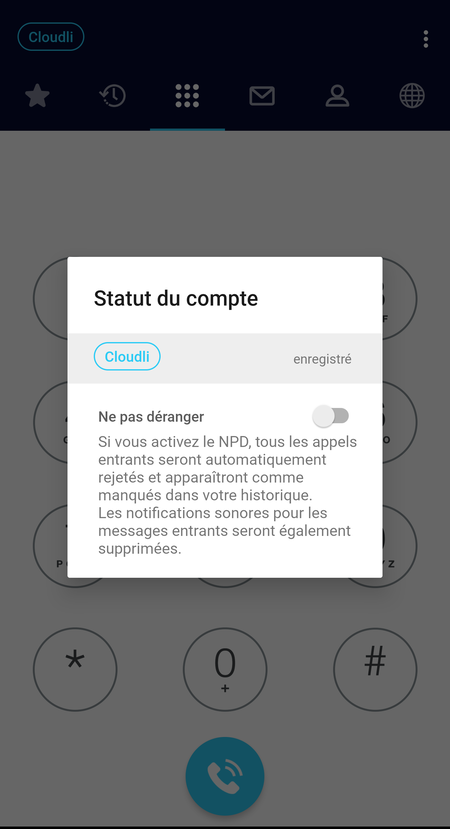 Cloudli
Statut du compte
Cloudli
enregistré
Ne pas déranger
Si vous activez le NPD, tous les appels
entrants seront automatiquement
rejetés et apparaîtront comme
manqués dans votre historique.
Les notifications sonores pour les
messages entrants seront également
supprimées.
* 0 #
+